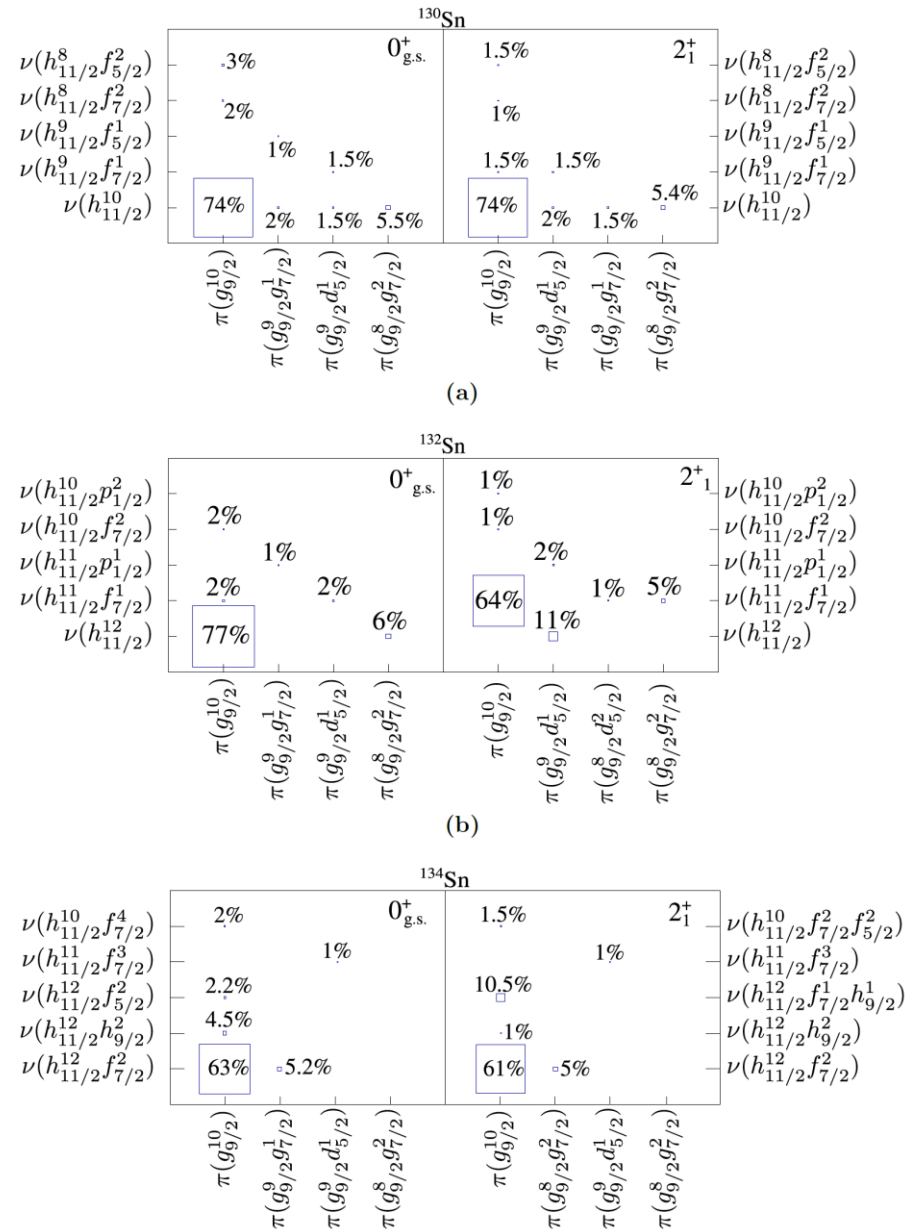 ¹³⁰Sn
0⁺g.s. 2₁⁺
ν(h⁸₁₁/₂f²₅/₂) 3% 1.5% ν(h⁸₁₁/₂f²₅/₂)
ν(h⁸₁₁/₂f²₇/₂) 2% 1% ν(h⁸₁₁/₂f²₇/₂)
ν(h⁹₁₁/₂f¹₅/₂) 1% ν(h⁹₁₁/₂f¹₅/₂)
ν(h⁹₁₁/₂f¹₇/₂) 1.5% 1.5% 1.5% ν(h⁹₁₁/₂f¹₇/₂)
ν(h¹⁰₁₁/₂) 74% 2% 1.5% 5.5% 74% 2% 1.5% 5.4% ν(h¹⁰₁₁/₂)
π(g¹⁰₉/₂) π(g⁹₉/₂g¹₇/₂) π(g⁹₉/₂d¹₅/₂) π(g⁸₉/₂g²₇/₂) π(g¹⁰₉/₂) π(g⁹₉/₂d¹₅/₂) π(g⁹₉/₂g¹₇/₂) π(g⁸₉/₂g²₇/₂)
(a)
¹³²Sn
0⁺g.s. 2⁺₁
ν(h¹⁰₁₁/₂p²₁/₂) 1% ν(h¹⁰₁₁/₂p²₁/₂)
ν(h¹⁰₁₁/₂f²₇/₂) 2% 1% ν(h¹⁰₁₁/₂f²₇/₂)
ν(h¹¹₁₁/₂p¹₁/₂) 1% 2% ν(h¹¹₁₁/₂p¹₁/₂)
ν(h¹¹₁₁/₂f¹₇/₂) 2% 2% 64% 1% 5% ν(h¹¹₁₁/₂f¹₇/₂)
ν(h¹²₁₁/₂) 77% 6% 11% ν(h¹²₁₁/₂)
π(g¹⁰₉/₂) π(g⁹₉/₂g¹₇/₂) π(g⁹₉/₂d¹₅/₂) π(g⁸₉/₂g²₇/₂) π(g¹⁰₉/₂) π(g⁹₉/₂d¹₅/₂) π(g⁸₉/₂d²₅/₂) π(g⁸₉/₂g²₇/₂)
(b)
¹³⁴Sn
0⁺g.s. 2₁⁺
ν(h¹⁰₁₁/₂f⁴₇/₂) 2% 1.5% ν(h¹⁰₁₁/₂f²₇/₂f²₅/₂)
ν(h¹¹₁₁/₂f³₇/₂) 1% 1% ν(h¹¹₁₁/₂f³₇/₂)
ν(h¹²₁₁/₂f²₅/₂) 2.2% 10.5% ν(h¹²₁₁/₂f¹₇/₂h¹₉/₂)
ν(h¹²₁₁/₂h²₉/₂) 4.5% 1% ν(h¹²₁₁/₂h²₉/₂)
ν(h¹²₁₁/₂f²₇/₂) 63% 5.2% 61% 5% ν(h¹²₁₁/₂f²₇/₂)
π(g¹⁰₉/₂) π(g⁹₉/₂g¹₇/₂) π(g⁹₉/₂d¹₅/₂) π(g⁸₉/₂g²₇/₂) π(g¹⁰₉/₂) π(g⁸₉/₂g²₇/₂) π(g⁹₉/₂d¹₅/₂) π(g⁸₉/₂g²₇/₂)